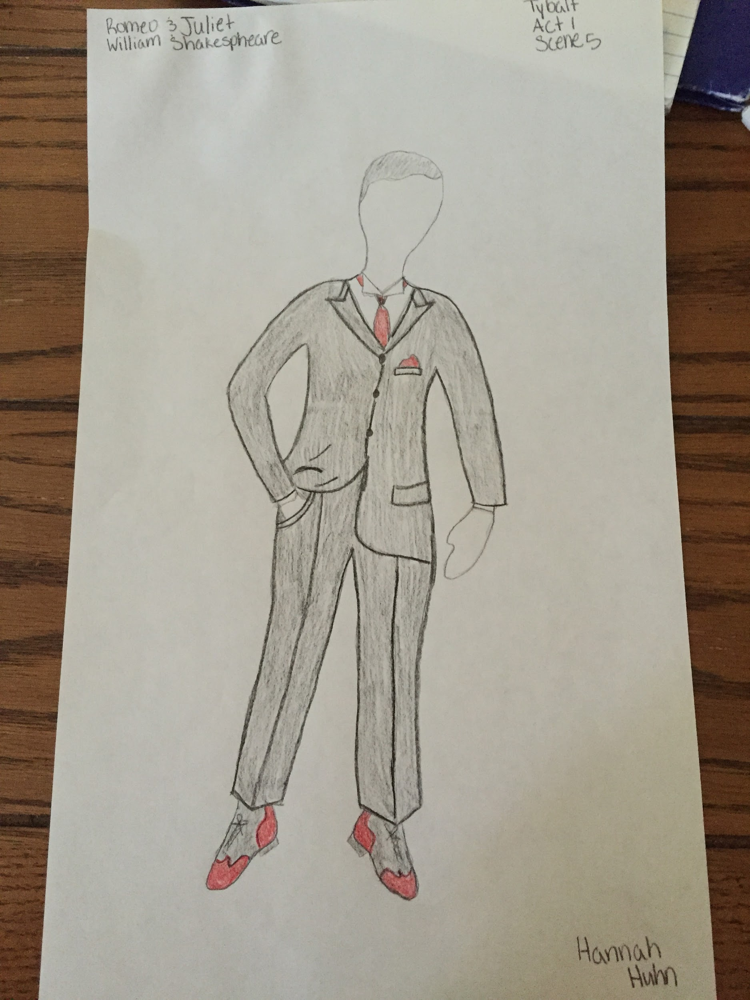 Romeo & Juliet
William Shakespheare
Tybalt
Act 1
Scene 5
Hannah
Huhn